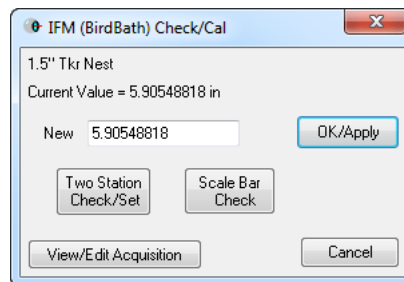 IFM (BirdBath) Check/Cal
1.5" Tkr Nest
Current Value = 5.90548818 in
New 5.90548818 OK/Apply
Two Station
Check/Set
Scale Bar
Check
View/Edit Acquisition Cancel